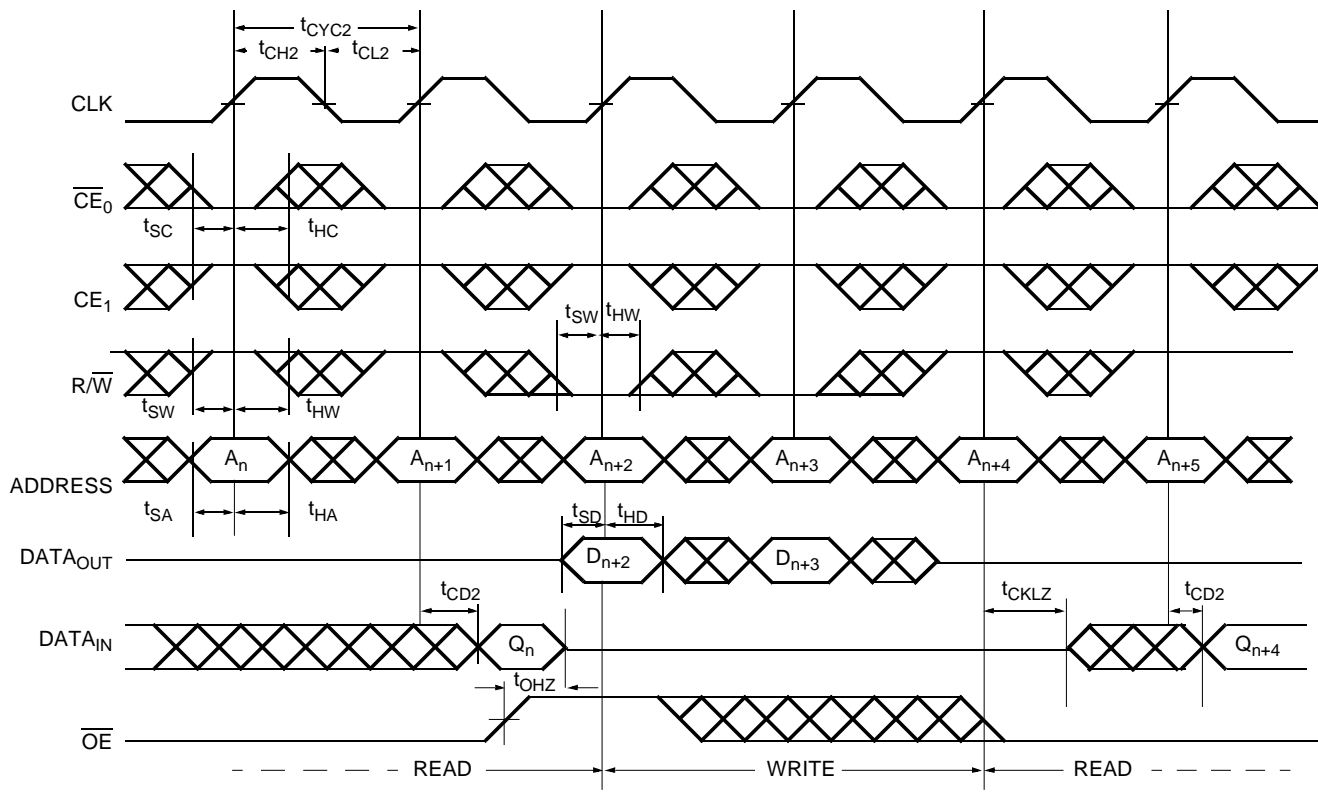 tCYC2
tCH2 tCL2
CLK
CE0
tSC tHC
CE1
tSW tHW
R/W
tSW tHW
An An+1 An+2 An+3 An+4 An+5
ADDRESS
tSA tHA tSD tHD
DATAOUT Dn+2 Dn+3
tCD2 tCKLZ tCD2
DATAIN Qn Qn+4
tOHZ
OE
READ WRITE READ